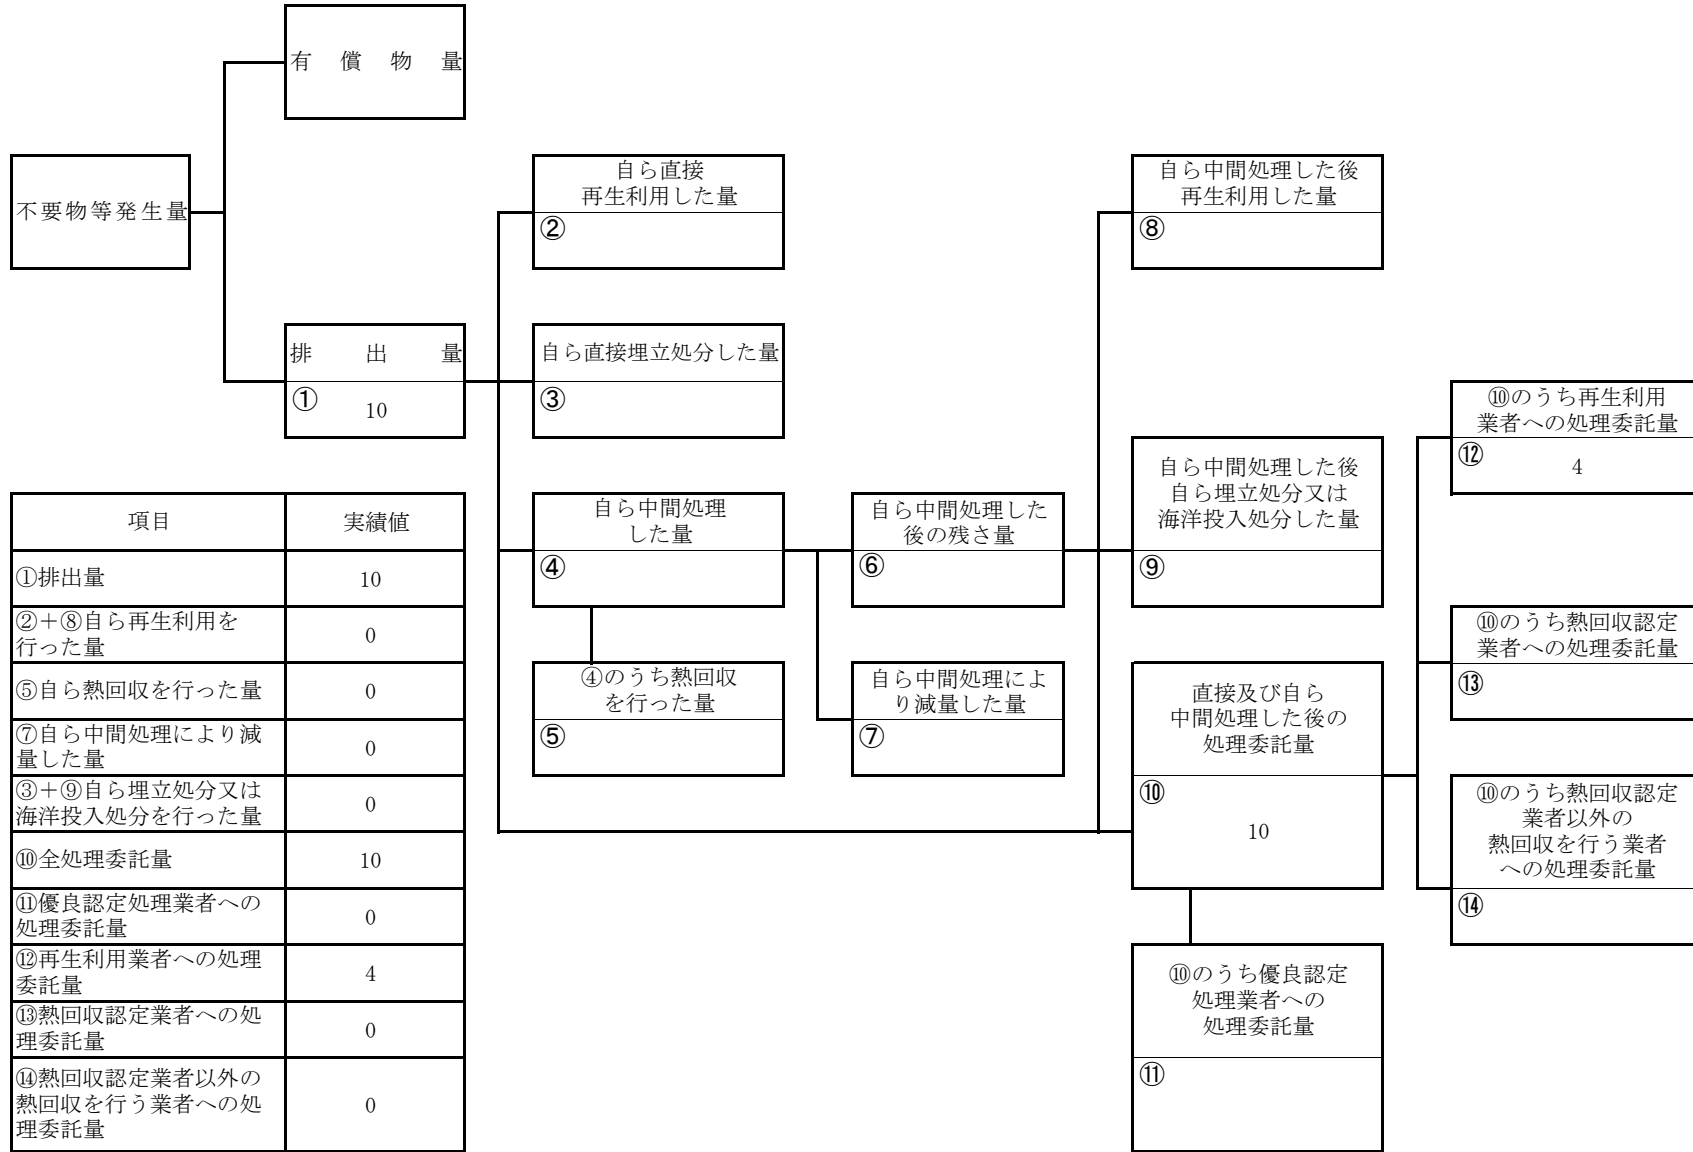 有償物量
不要物等発生量
自ら直接
再生利用した量
②
自ら中間処理した後
再生利用した量
⑧
排出量
①
10
自ら直接埋立処分した量
③
⑩のうち再生利用
業者への処理委託量
⑫
4
自ら中間処理
した量
④
自ら中間処理した
後の残さ量
⑥
自ら中間処理した後
自ら埋立処分又は
海洋投入処分した量
⑨
④のうち熱回収
を行った量
⑤
自ら中間処理によ
り減量した量
⑦
直接及び自ら
中間処理した後の
処理委託量
⑩
10
⑩のうち熱回収認定
業者への処理委託量
⑬
⑩のうち熱回収認定
業者以外の
熱回収を行う業者
への処理委託量
⑭
⑩のうち優良認定
処理業者への
処理委託量
⑪
項目 実績値
①排出量 10
②+⑧自ら再生利用を
行った量 0
⑤自ら熱回収を行った量 0
⑦自ら中間処理により減
量した量 0
③+⑨自ら埋立処分又は
海洋投入処分を行った量 0
⑩全処理委託量 10
⑪優良認定処理業者への
処理委託量 0
⑫再生利用業者への処理
委託量 4
⑬熱回収認定業者への処
理委託量 0
⑭熱回収認定業者以外の
熱回収を行う業者への処
理委託量 0